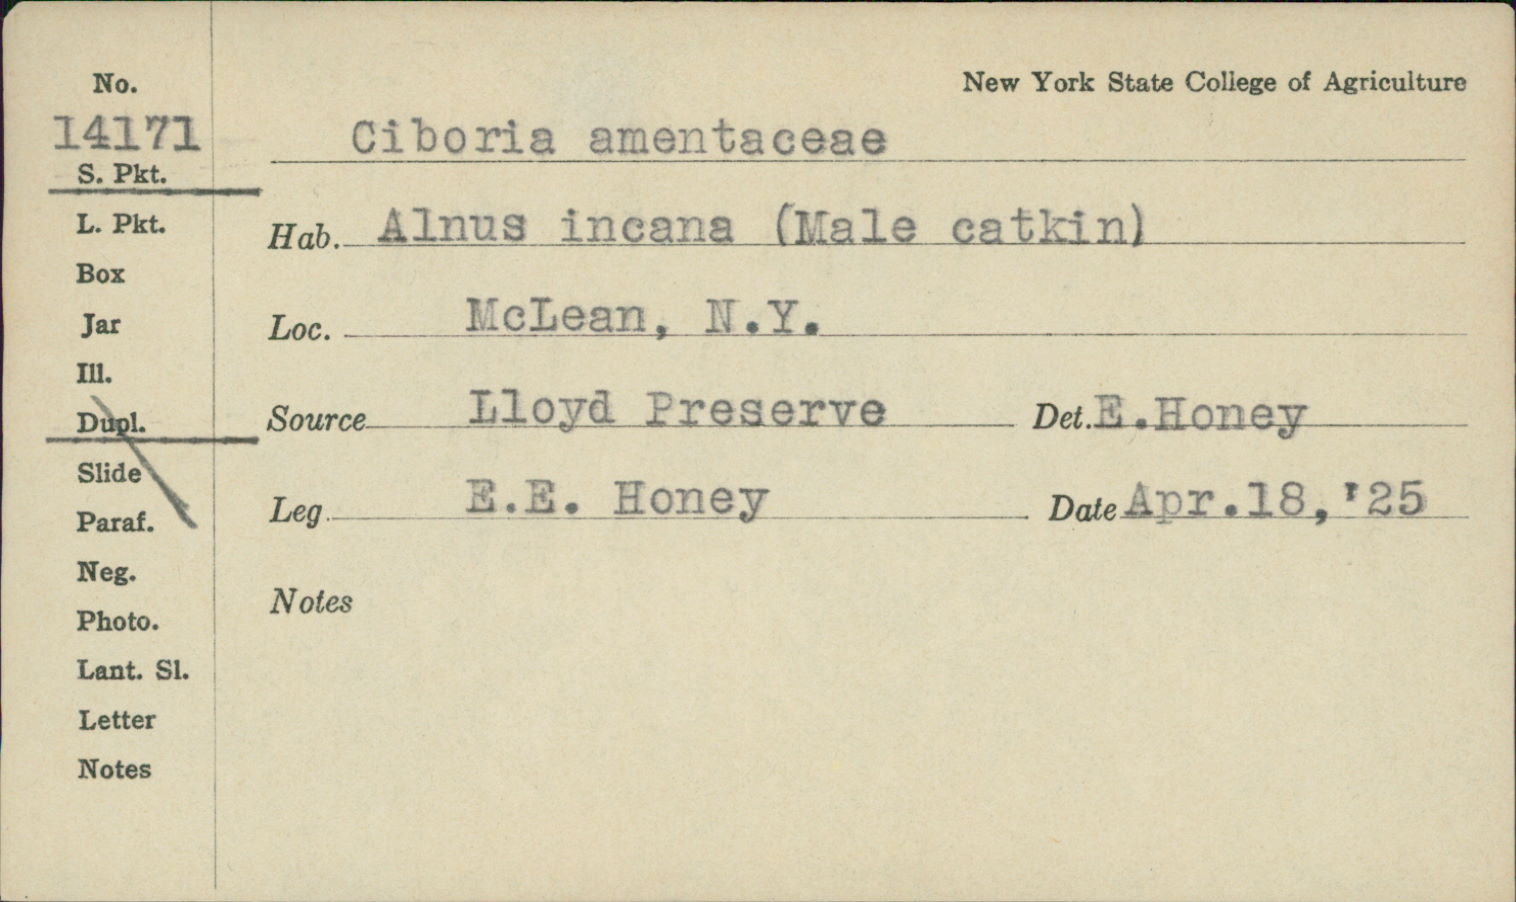 New York State College of Agriculture
No.
14171
S. Pkt.
L. Pkt.
Box
Jar
Ill.
Dupl.
Slide
Paraf.
Neg.
Photo.
Lant. Sl.
Letter
Notes
Ciboria amentaceae
Hab. Alnus incana (Male catkin)
Loc. McLean, N.Y.
Source Lloyd Preserve Det. E.Honey
Leg. E.E. Honey Date Apr.18,'25
Notes